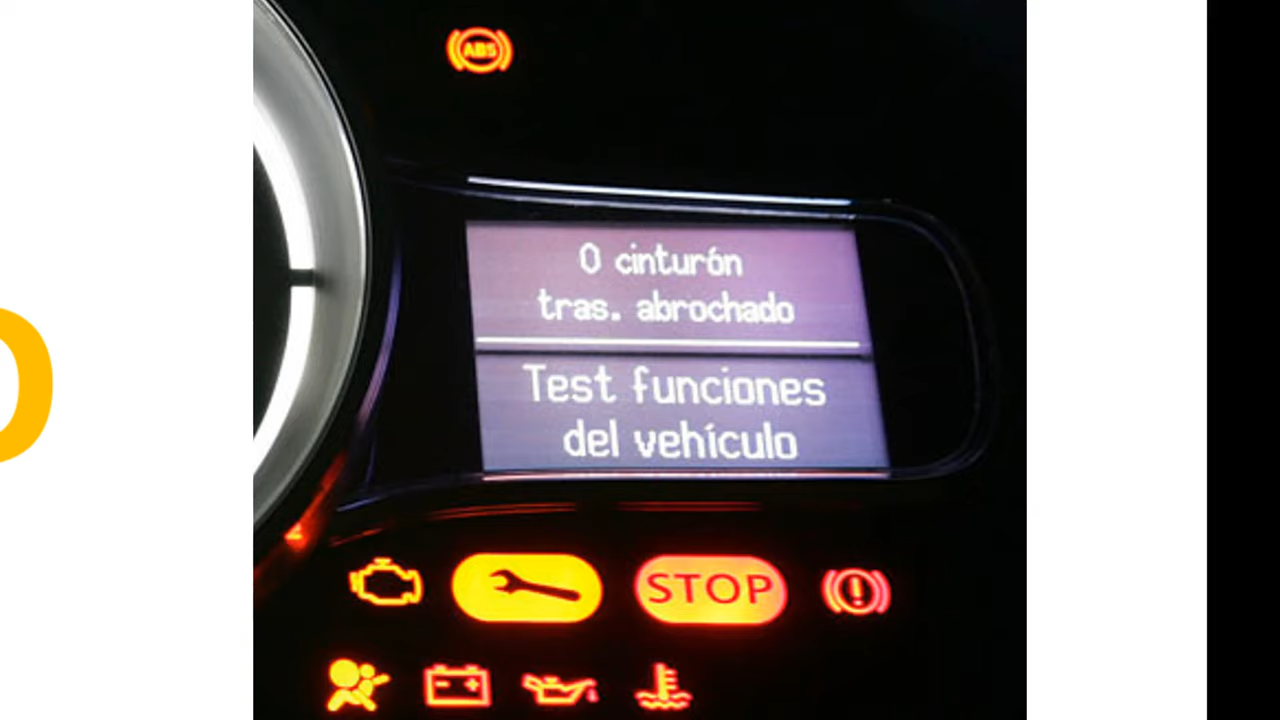 ABS
0 cinturón
tras. abrochado
Test funciones
del vehículo
STOP